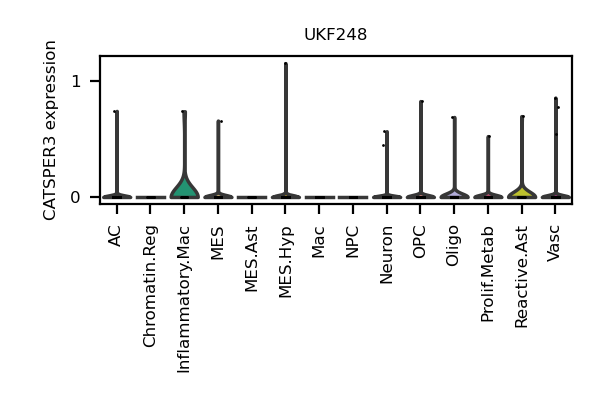 UKF248
CATSPER3 expression
1
0
AC
Chromatin.Reg
Inflammatory.Mac
MES
MES.Ast
MES.Hyp
Mac
NPC
Neuron
OPC
Oligo
Prolif.Metab
Reactive.Ast
Vasc